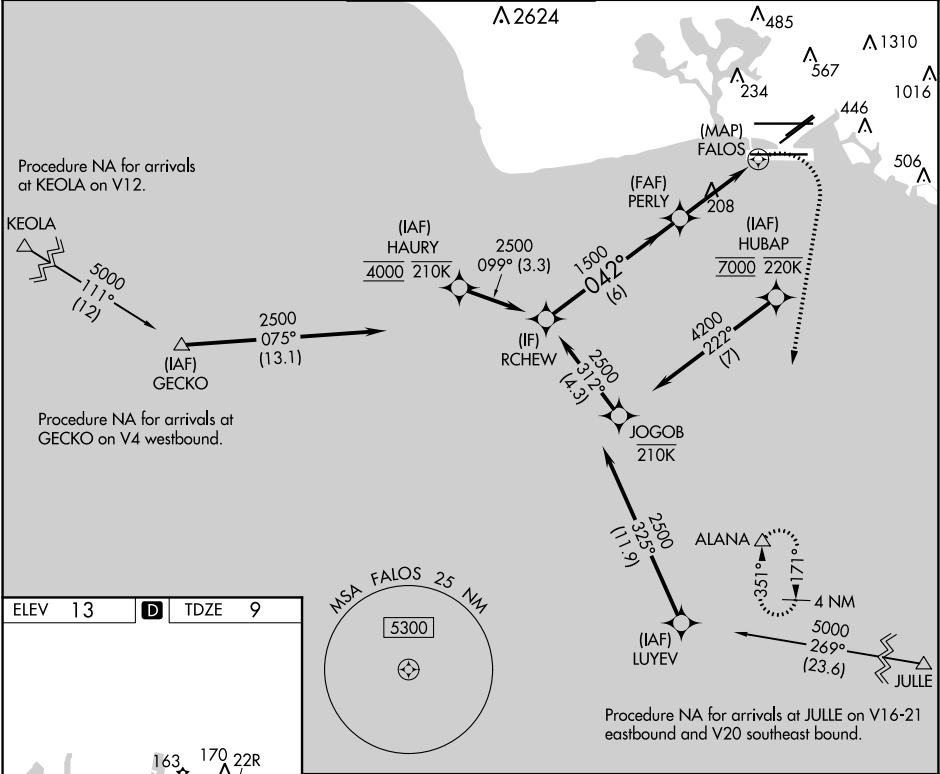 2624
485
1310
567
1016
234
446
506
(MAP)
FALOS
Procedure NA for arrivals
at KEOLA on V12.
(FAF)
PERLY
208
KEOLA
(IAF)
HAURY
4000 210K
2500
099° (3.3)
(IAF)
HUBAP
7000 220K
5000
111°
(12)
1500
042°
(6)
2500
075°
(13.1)
4200
222°
(7)
(IF)
RCHEW
(IAF)
GECKO
2500
312°
(4.3)
Procedure NA for arrivals at
GECKO on V4 westbound.
JOGOB
210K
2500
325°
(11.9)
ALANA
351°
171°
4 NM
MSA FALOS 25 NM
5300
(IAF)
LUYEV
5000
269°
(23.6)
JULLE
Procedure NA for arrivals at JULLE on V16-21
eastbound and V20 southeast bound.
ELEV 13 D TDZE 9
163
170
22R